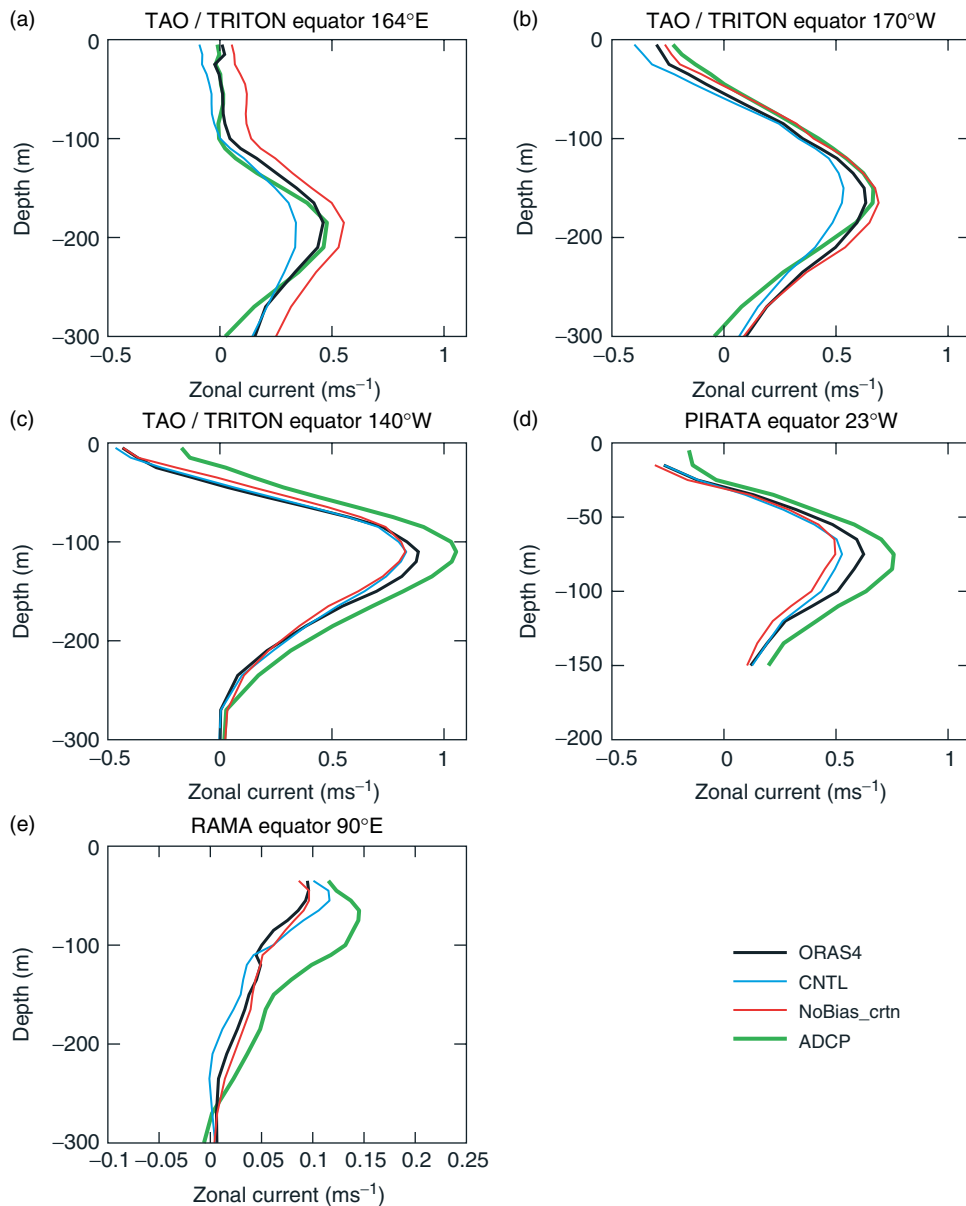 (a) TAO / TRITON equator 164°E
0
−100
−200
−300
Depth (m)
−0.5 0 0.5 1
Zonal current (ms⁻¹)
(b) TAO / TRITON equator 170°W
0
−100
−200
−300
Depth (m)
−0.5 0 0.5 1
Zonal current (ms⁻¹)
(c) TAO / TRITON equator 140°W
0
−100
−200
−300
Depth (m)
−0.5 0 0.5 1
Zonal current (ms⁻¹)
(d) PIRATA equator 23°W
0
−50
−100
−150
−200
Depth (m)
−0.5 0 0.5 1
Zonal current (ms⁻¹)
(e) RAMA equator 90°E
0
−100
−200
−300
Depth (m)
−0.1 −0.05 0 0.05 0.1 0.15 0.2 0.25
Zonal current (ms⁻¹)
ORAS4
CNTL
NoBias_crtn
ADCP